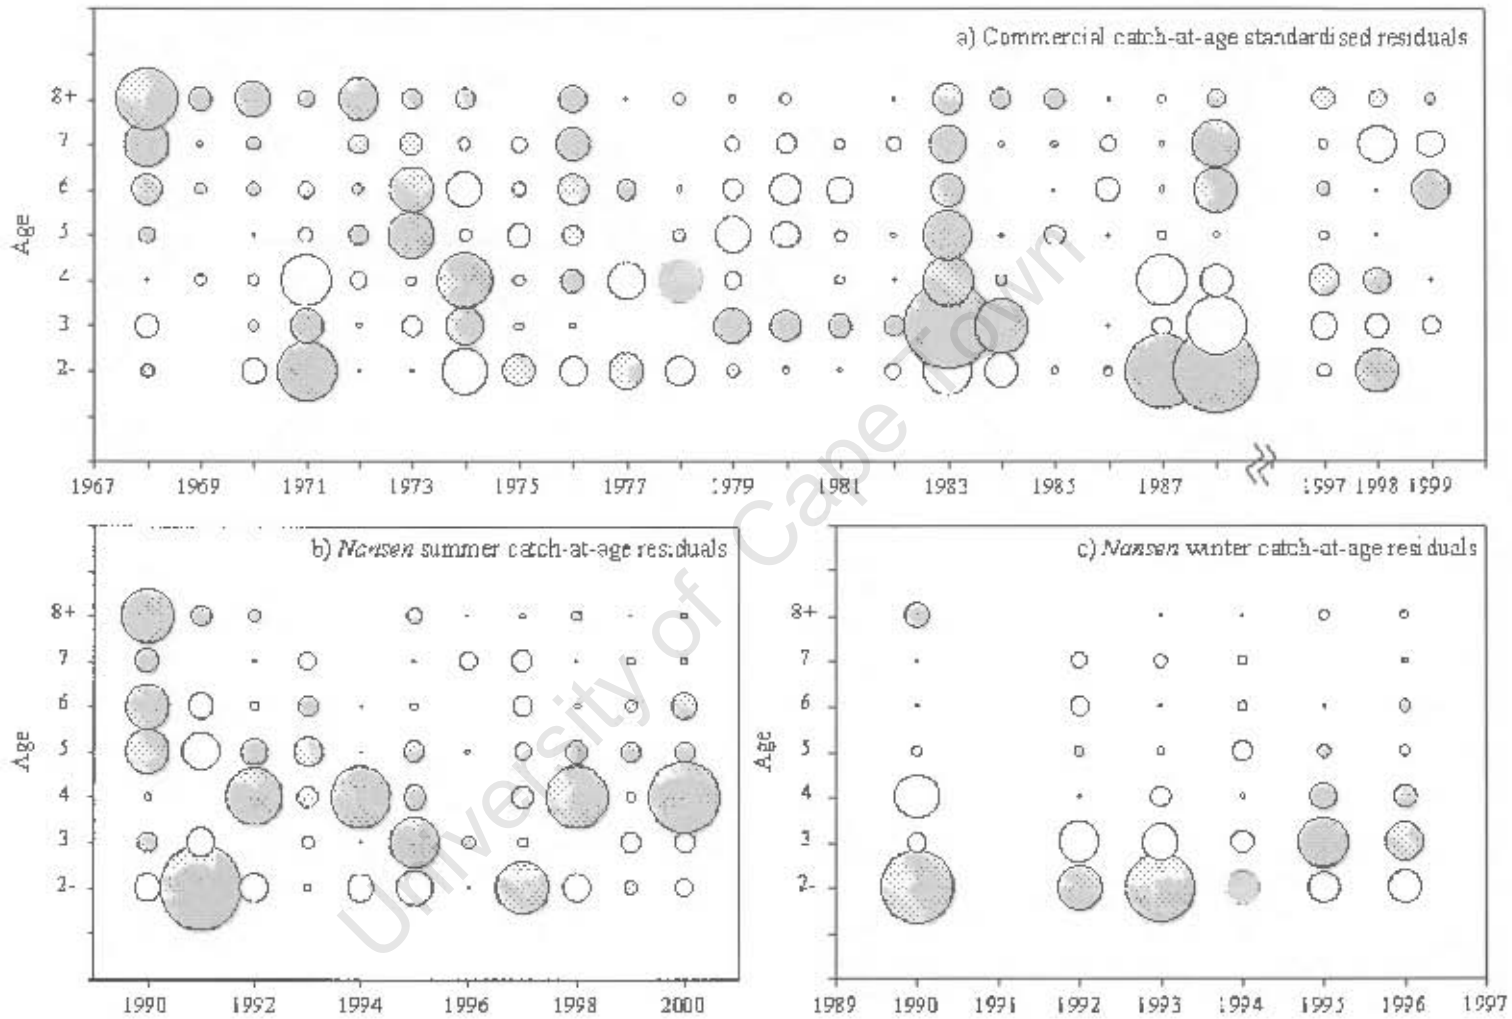 a) Commercial catch-at-age standardised residuals
8+
7
6
5
4
3
2-
Age
1967 1969 1971 1973 1975 1977 1979 1981 1983 1985 1987 1997 1998 1999
b) Nansen summer catch-at-age residuals
8+
7
6
5
4
3
2-
Age
1990 1992 1994 1996 1998 2000
c) Nansen winter catch-at-age residuals
8+
7
6
5
4
3
2-
Age
1989 1990 1991 1992 1993 1994 1995 1996 1997
University of Cape Town